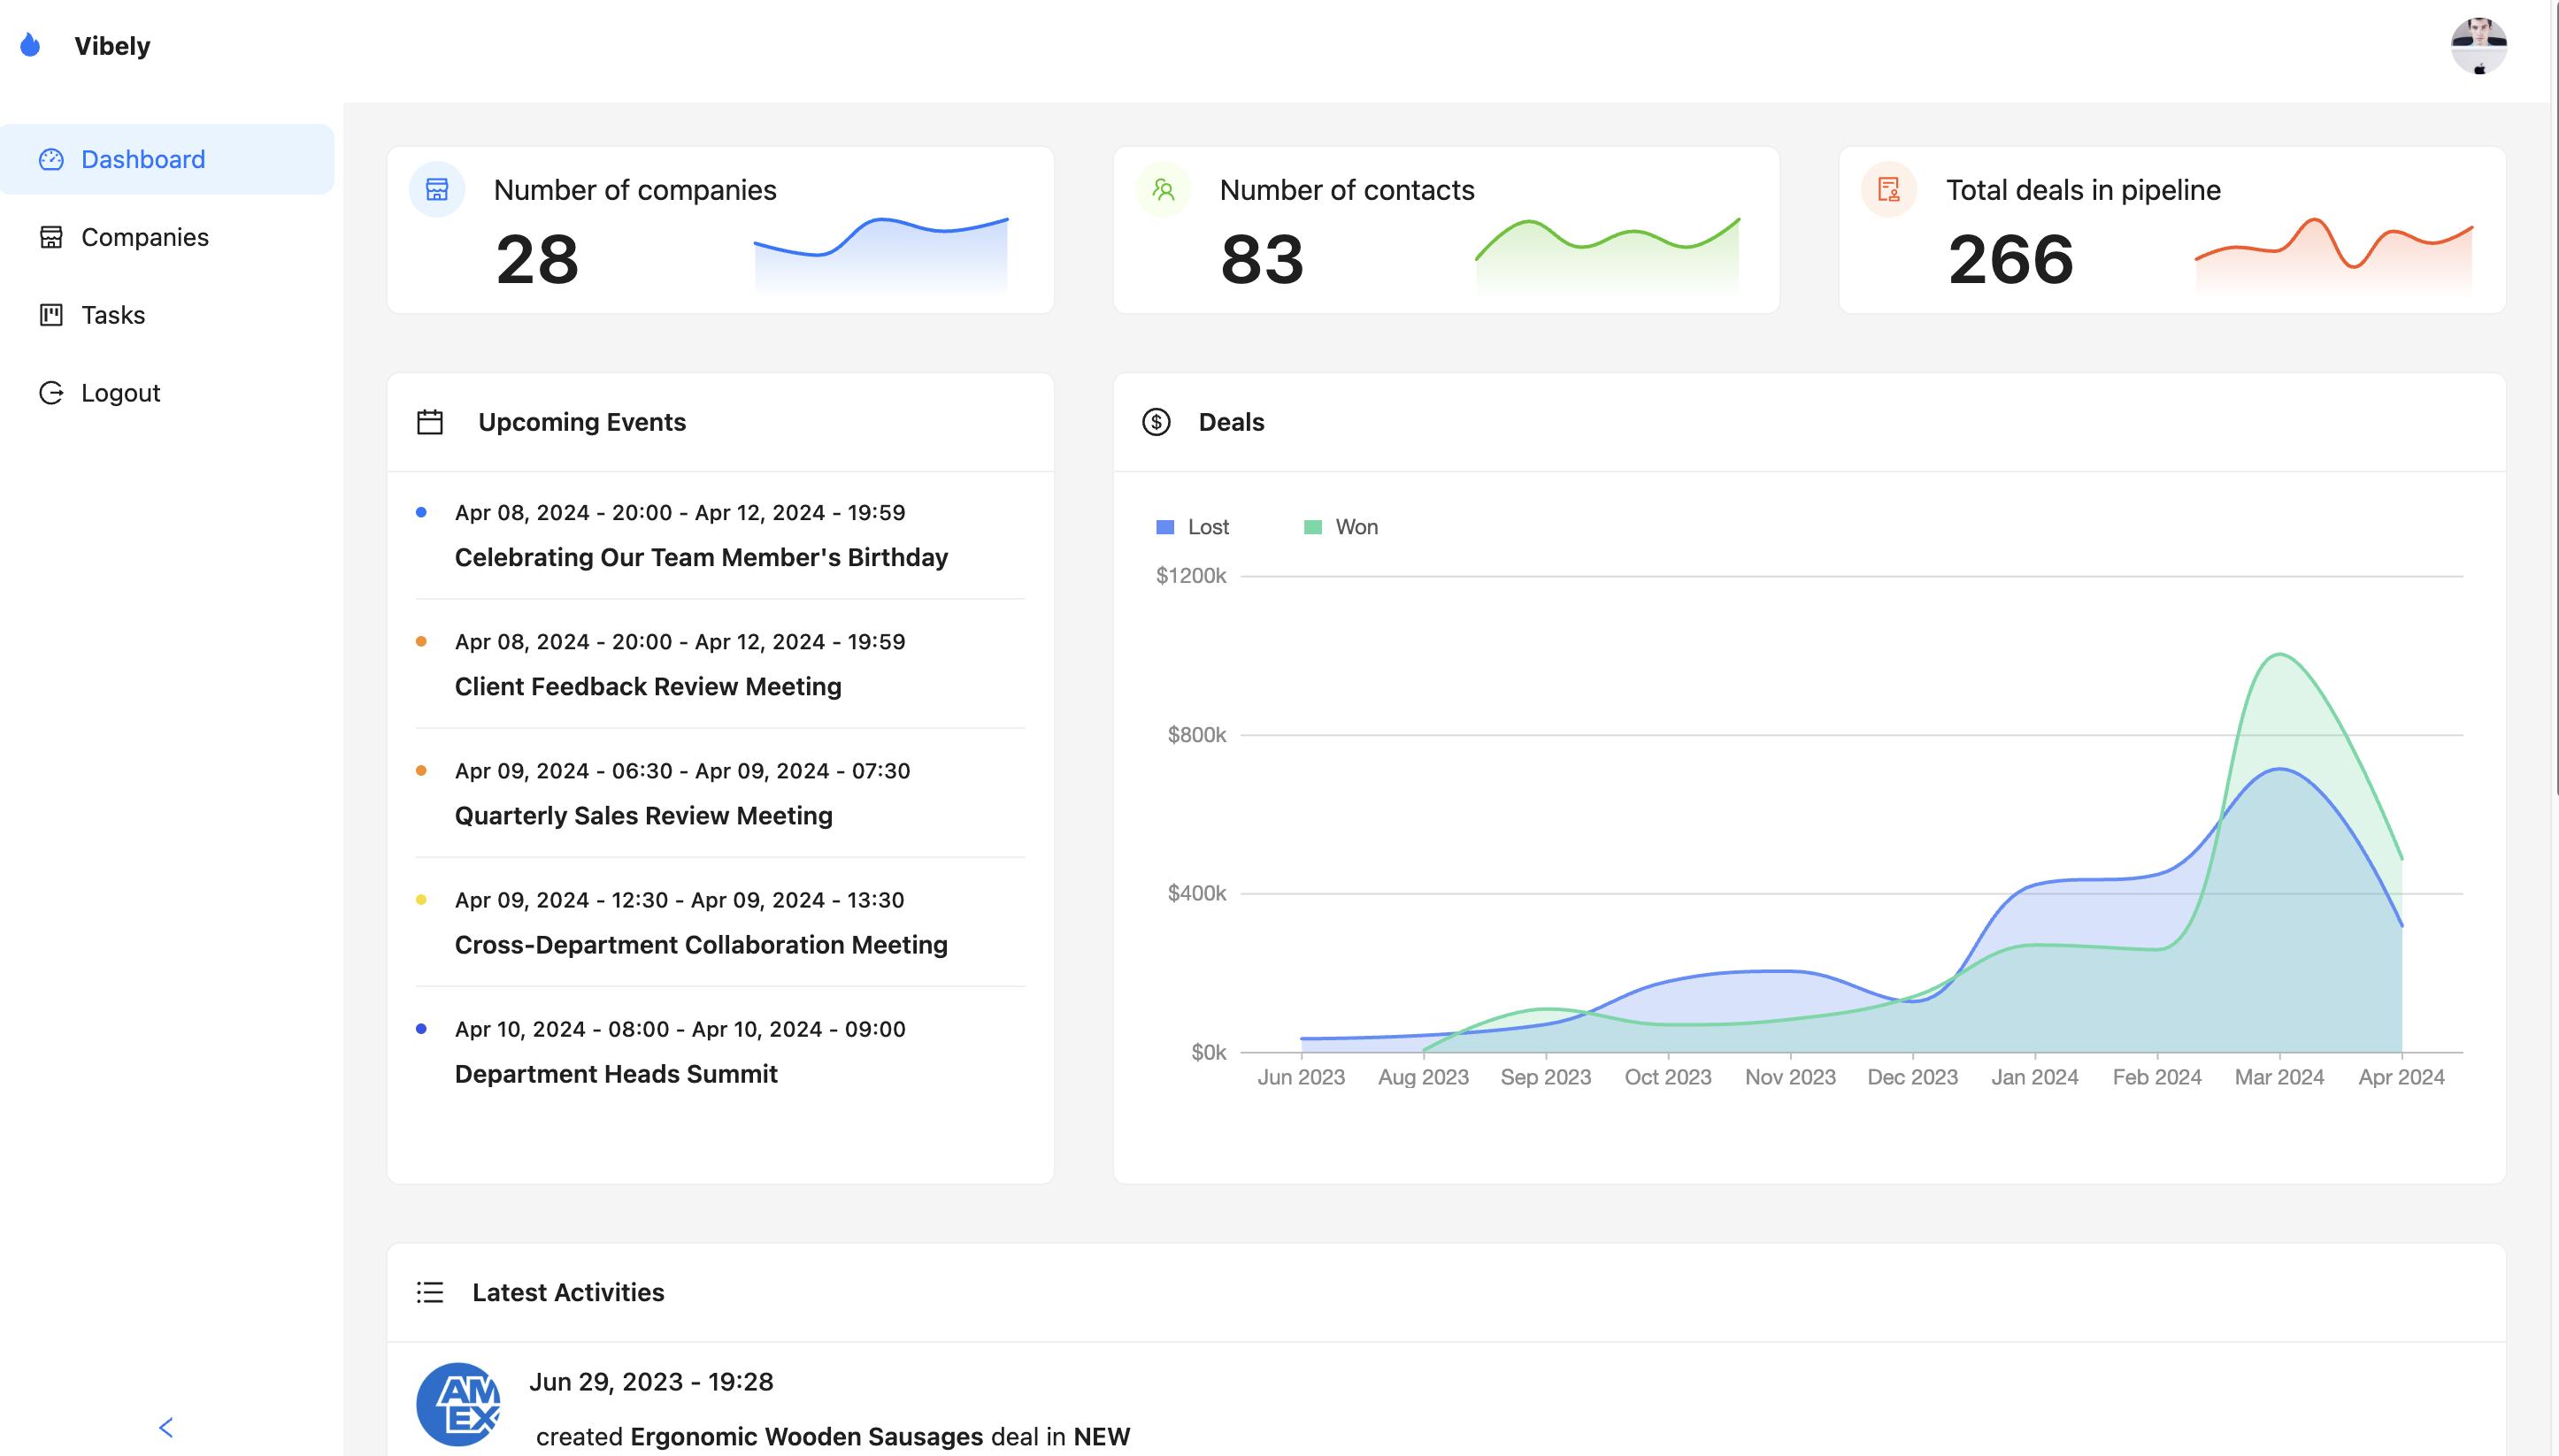 Vibely
Dashboard
Companies
Tasks
Logout
Number of companies
28
Number of contacts
83
Total deals in pipeline
266
Upcoming Events
Apr 08, 2024 - 20:00 - Apr 12, 2024 - 19:59
Celebrating Our Team Member's Birthday
Apr 08, 2024 - 20:00 - Apr 12, 2024 - 19:59
Client Feedback Review Meeting
Apr 09, 2024 - 06:30 - Apr 09, 2024 - 07:30
Quarterly Sales Review Meeting
Apr 09, 2024 - 12:30 - Apr 09, 2024 - 13:30
Cross-Department Collaboration Meeting
Apr 10, 2024 - 08:00 - Apr 10, 2024 - 09:00
Department Heads Summit
Deals
Lost Won
$1200k
$800k
$400k
$0k
Jun 2023 Aug 2023 Sep 2023 Oct 2023 Nov 2023 Dec 2023 Jan 2024 Feb 2024 Mar 2024 Apr 2024
Latest Activities
AM
EX
Jun 29, 2023 - 19:28
created Ergonomic Wooden Sausages deal in NEW